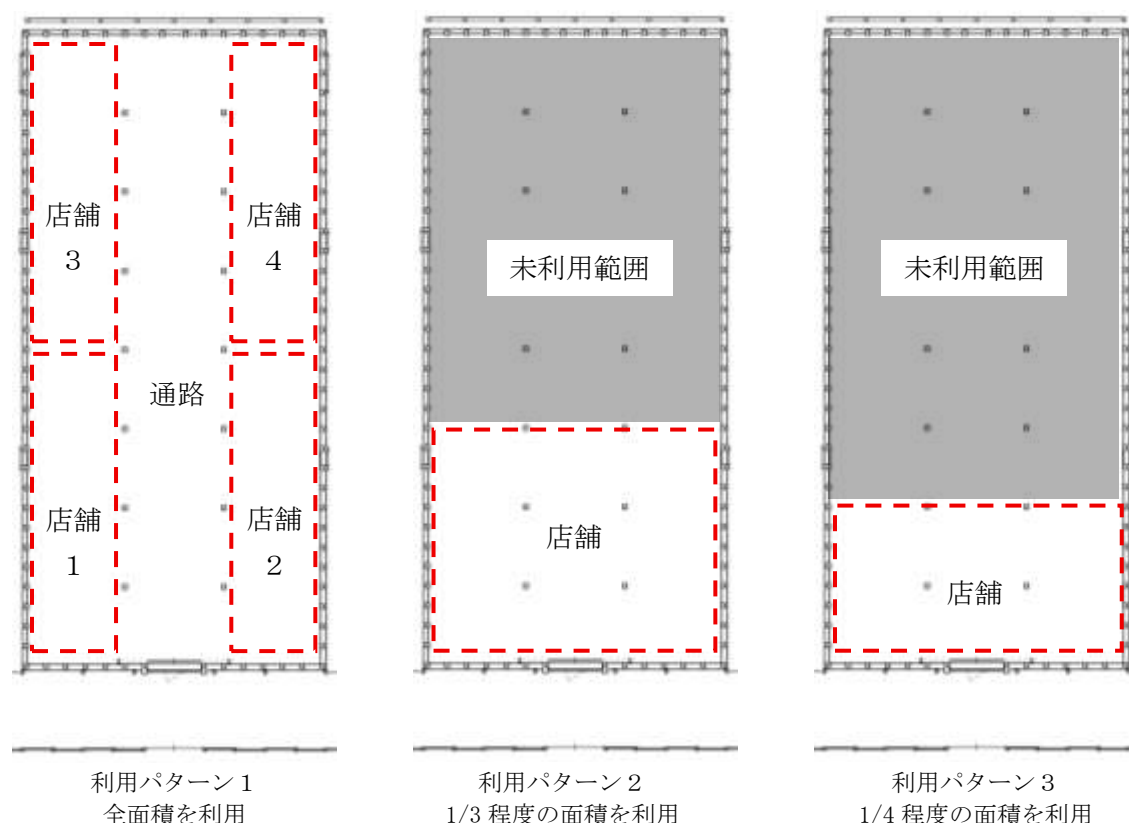 店舗
3
店舗
4
通路
店舗
1
店舗
2
利用パターン1
全面積を利用
未利用範囲
店舗
利用パターン2
1/3 程度の面積を利用
未利用範囲
店舗
利用パターン3
1/4 程度の面積を利用